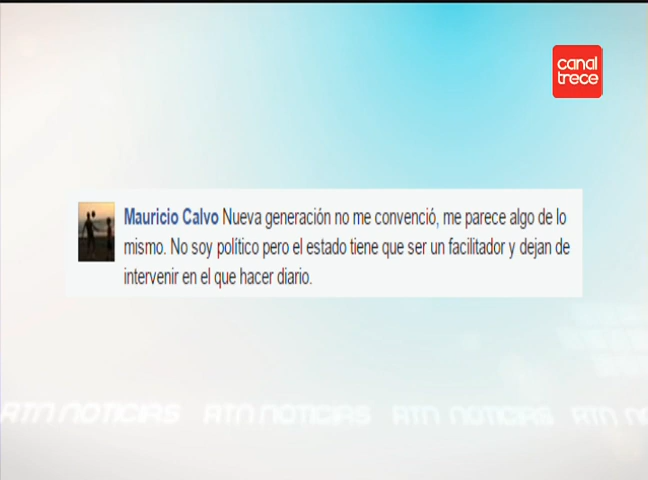 canal
trece
Mauricio Calvo Nueva generación no me convenció, me parece algo de lo
mismo. No soy político pero el estado tiene que ser un facilitador y dejan de
intervenir en el que hacer diario.
RTN NOTICIAS RTN NOTICIAS RTN NOTICIAS RTN NO